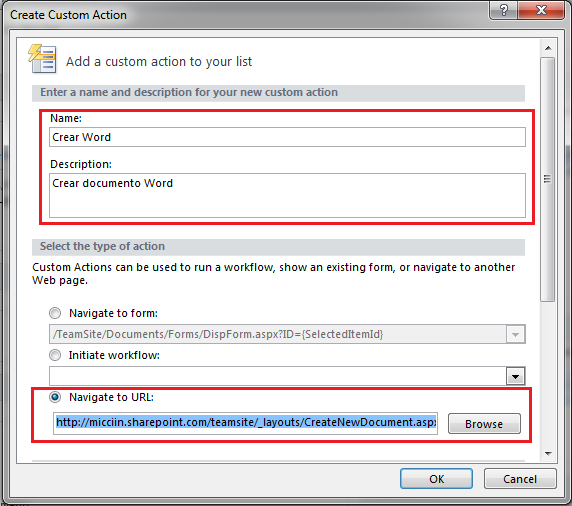 Create Custom Action
Add a custom action to your list
Enter a name and description for your new custom action
Name:
Crear Word
Description:
Crear documento Word
Select the type of action
Custom Actions can be used to run a workflow, show an existing form, or navigate to another
Web page.
Navigate to form:
/TeamSite/Documents/Forms/DispForm.aspx?ID={SelectedItemId}
Initiate workflow:
Navigate to URL:
http://micciin.sharepoint.com/teamsite/_layouts/CreateNewDocument.aspx
Browse
OK
Cancel